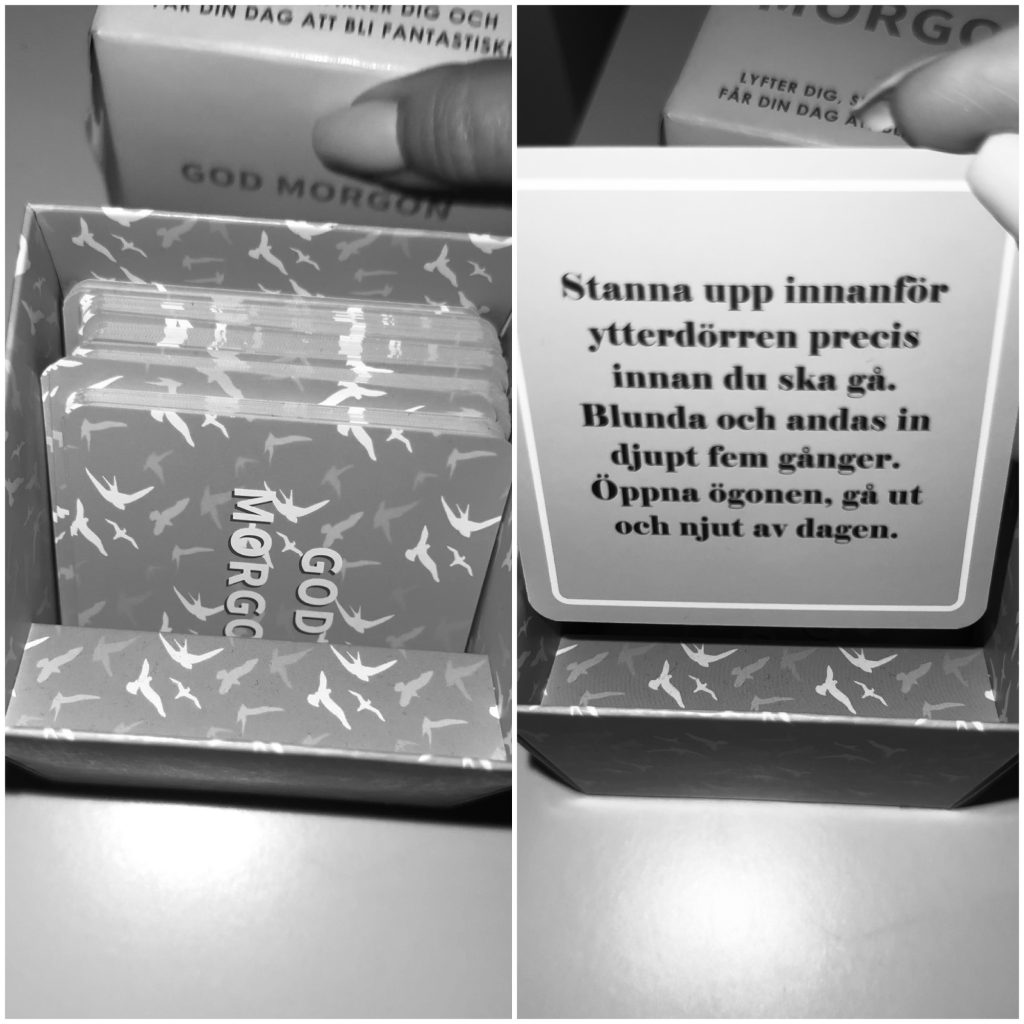 DIG OCH
FÅR DIN DAG ATT BLI FANTASTISK
GOD MORGON
GOD
MORGO
MORGO
LYFTER DIG,
FÅR DIN DAG
Stanna upp innanför
ytterdörren precis
innan du ska gå.
Blunda och andas in
djupt fem gånger.
Öppna ögonen, gå ut
och njut av dagen.